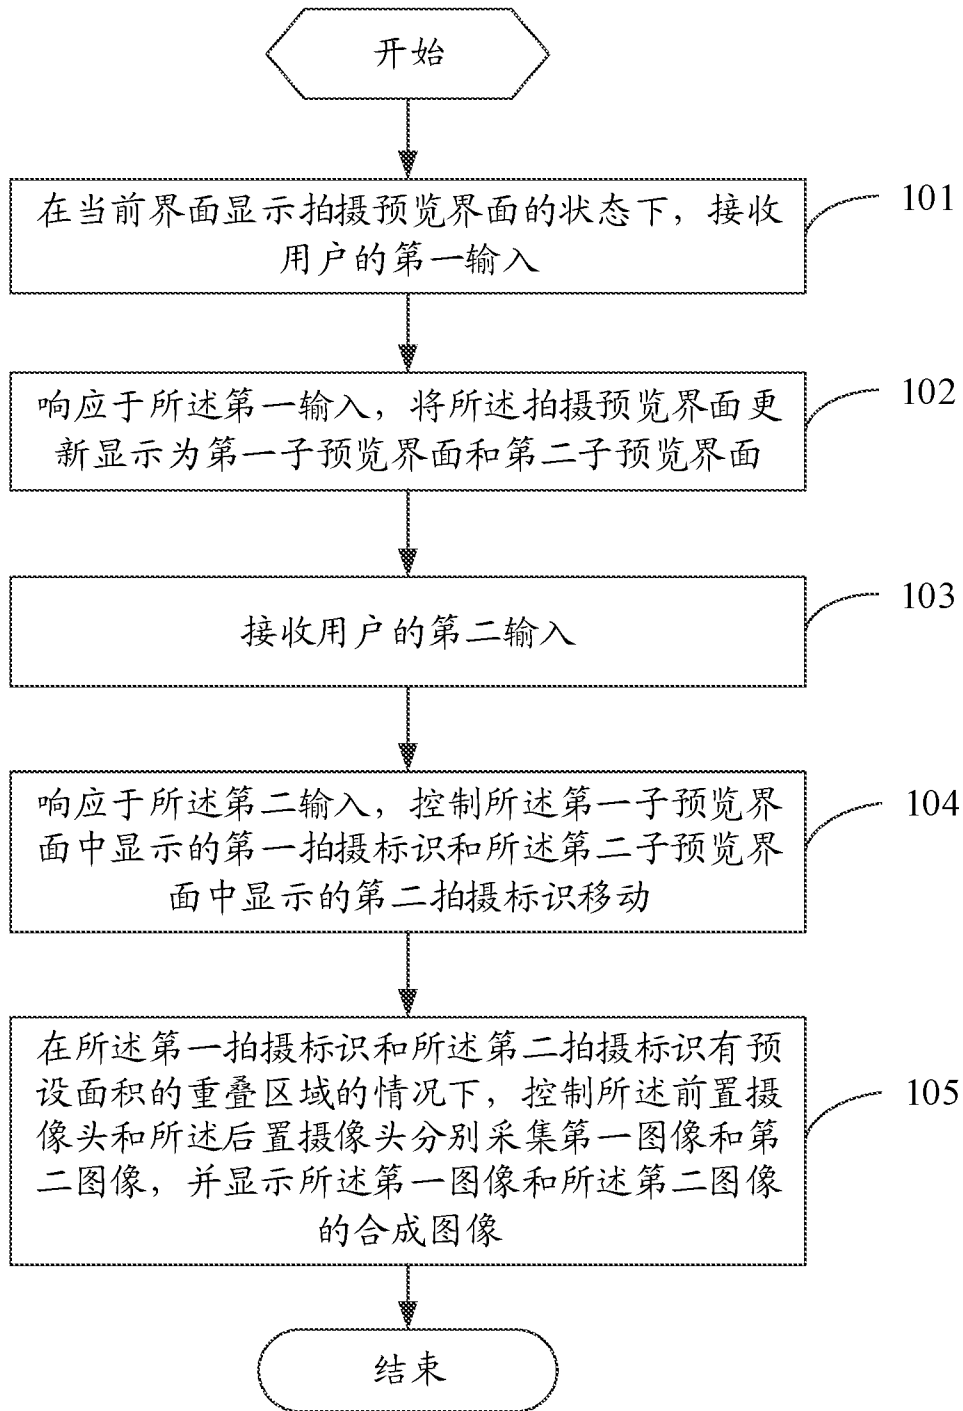 开始
在当前界面显示拍摄预览界面的状态下，接收
用户的第一输入
101
响应于所述第一输入，将所述拍摄预览界面更
新显示为第一子预览界面和第二子预览界面
102
接收用户的第二输入
103
响应于所述第二输入，控制所述第一子预览界
面中显示的第一拍摄标识和所述第二子预览界
面中显示的第二拍摄标识移动
104
在所述第一拍摄标识和所述第二拍摄标识有预
设面积的重叠区域的情况下，控制所述前置摄
像头和所述后置摄像头分别采集第一图像和第
二图像，并显示所述第一图像和所述第二图像
的合成图像
105
结束